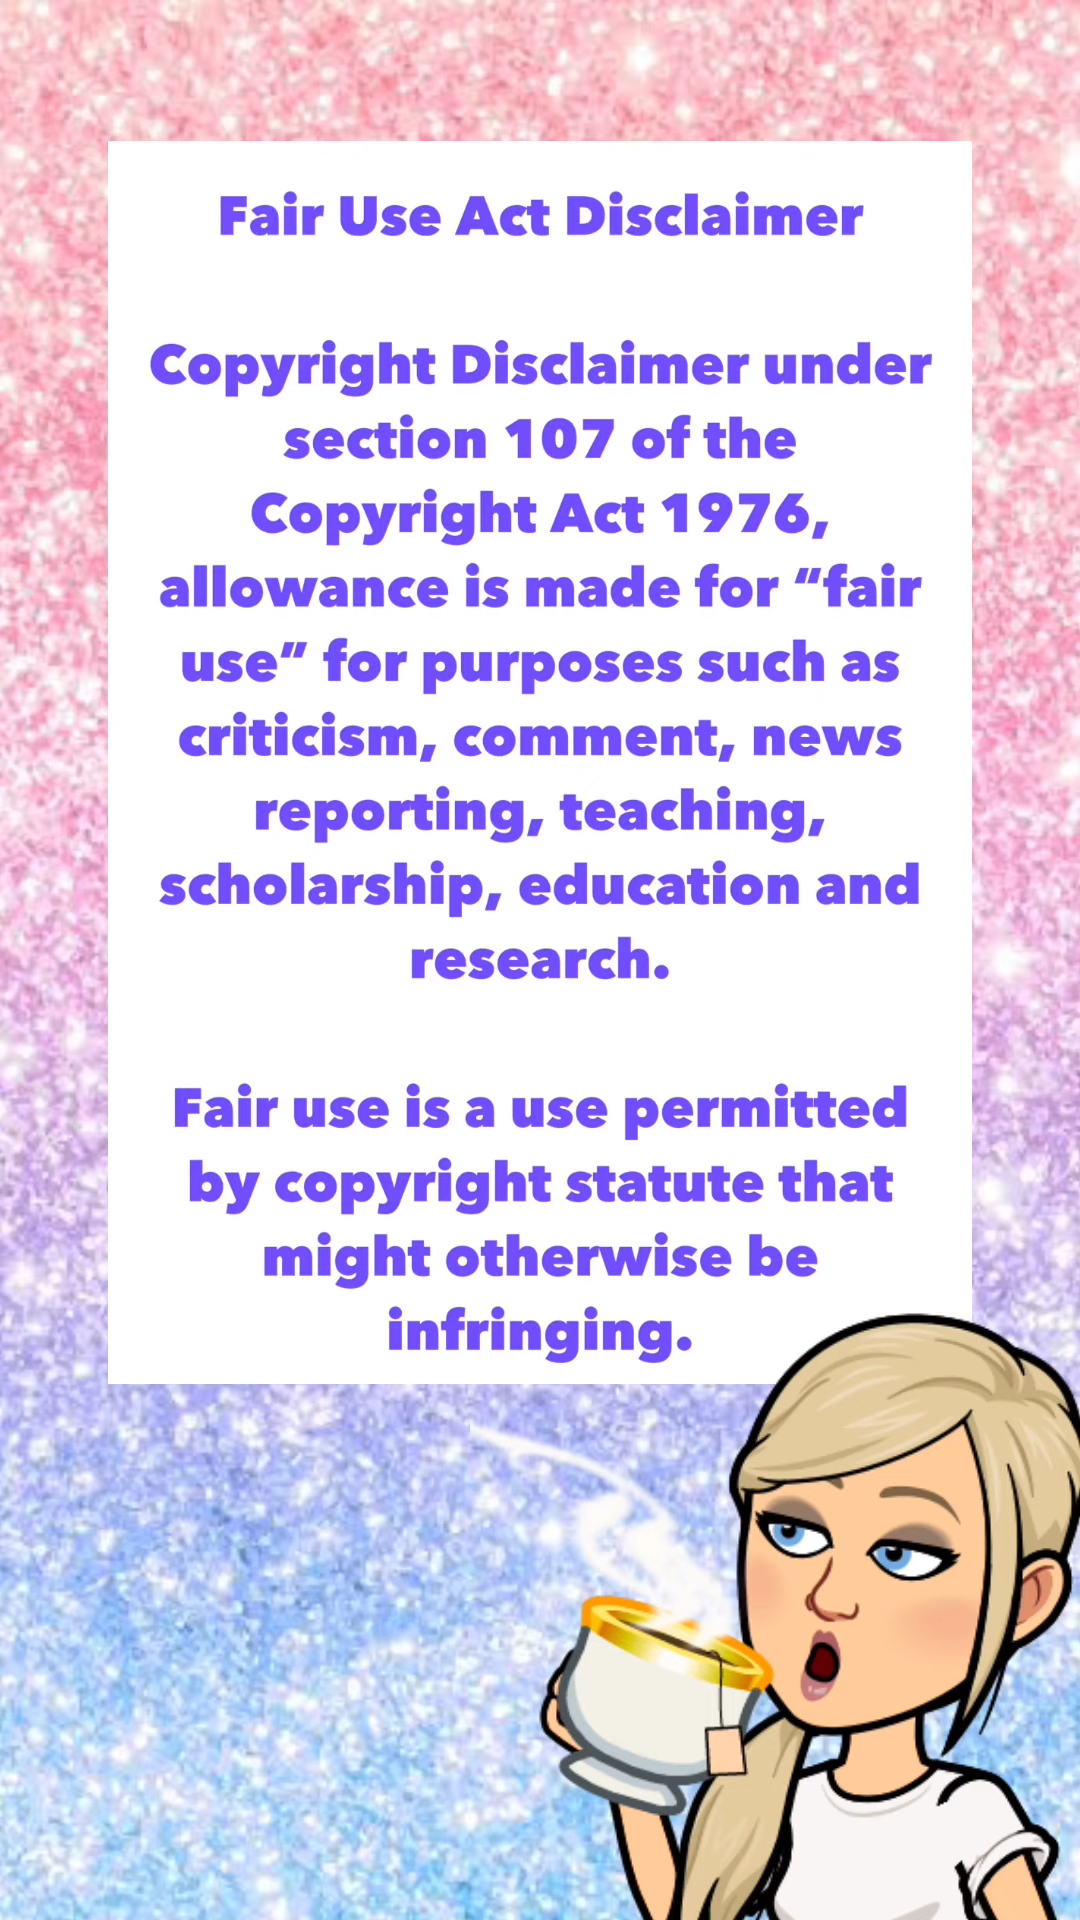 Fair Use Act Disclaimer
Copyright Disclaimer under
section 107 of the
Copyright Act 1976,
allowance is made for “fair
use” for purposes such as
criticism, comment, news
reporting, teaching,
scholarship, education and
research.
Fair use is a use permitted
by copyright statute that
might otherwise be
infringing.